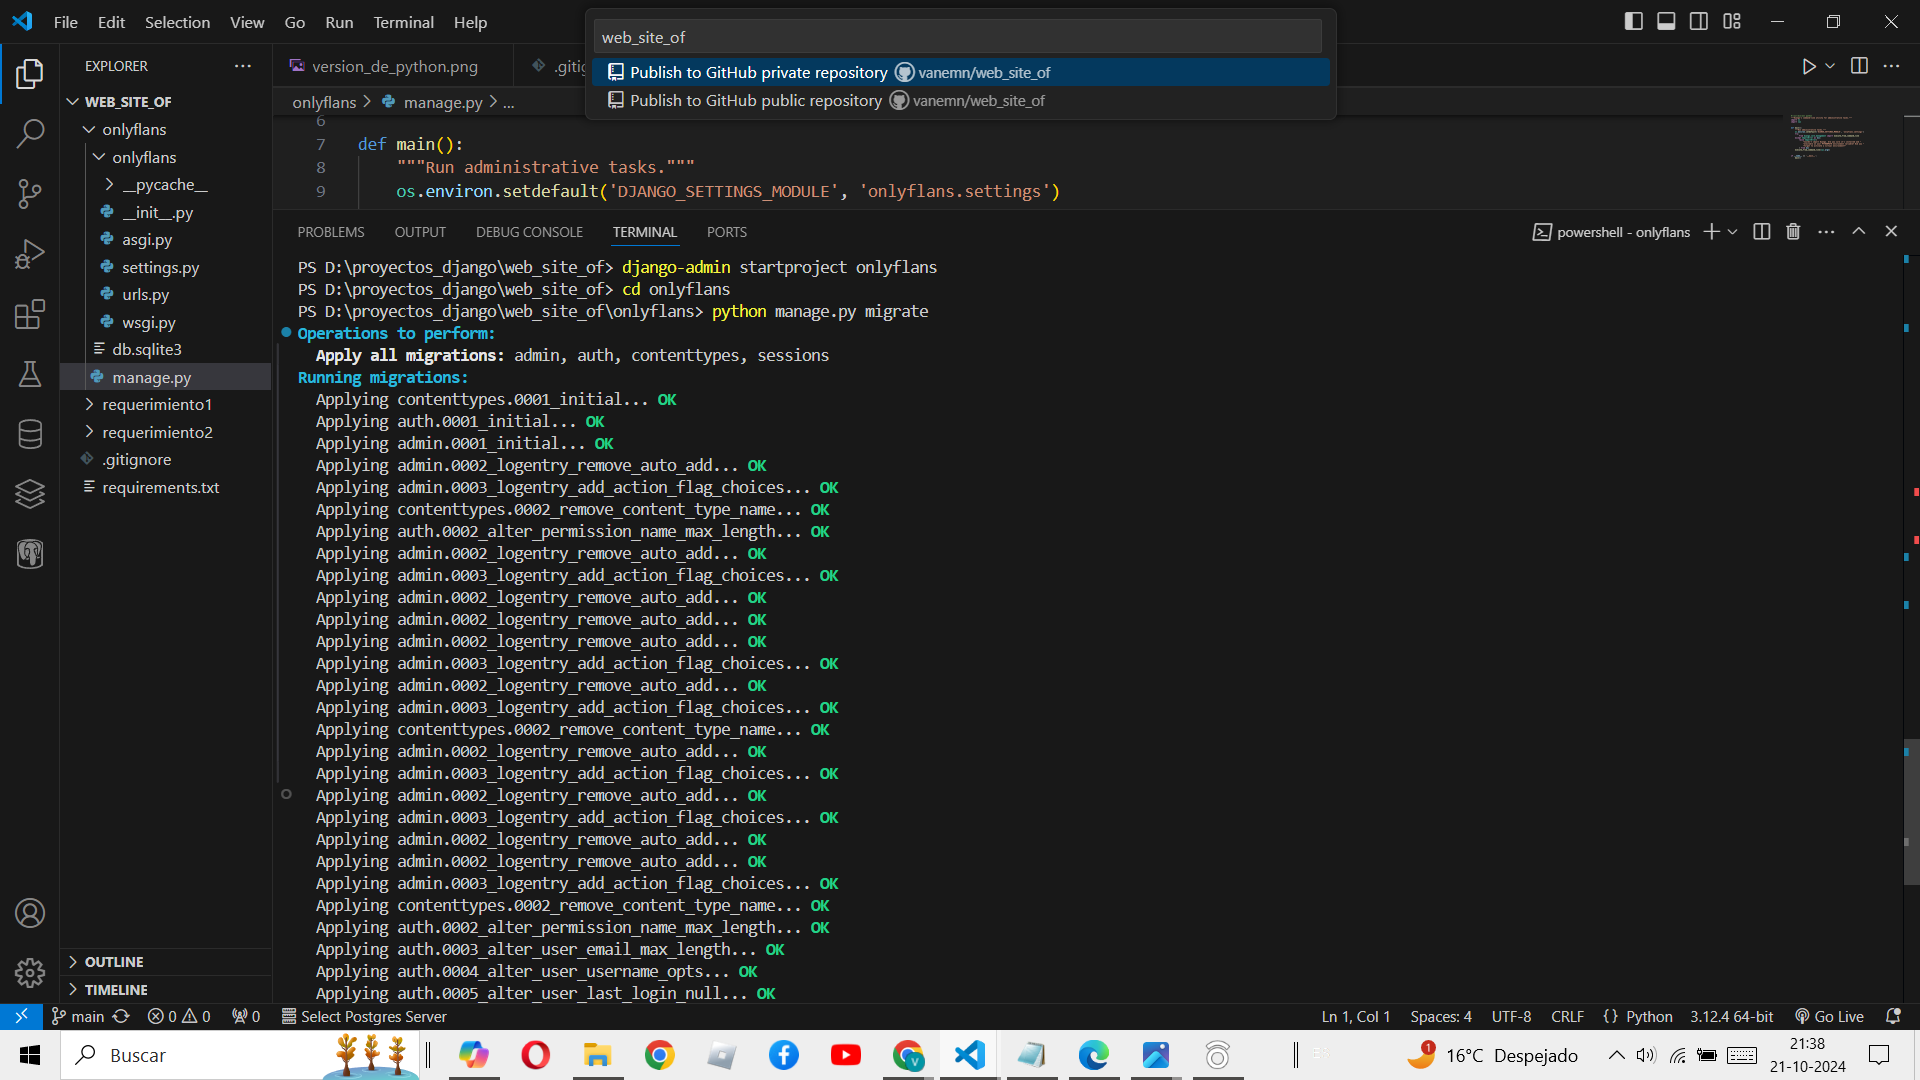 File Edit Selection View Go Run Terminal Help
web_site_of
Publish to GitHub private repository vanemn/web_site_of
Publish to GitHub public repository vanemn/web_site_of
EXPLORER
version_de_python.png
.gitig
WEB_SITE_OF
onlyflans
onlyflans
__pycache__
__init__.py
asgi.py
settings.py
urls.py
wsgi.py
db.sqlite3
manage.py
requerimiento1
requerimiento2
.gitignore
requirements.txt
OUTLINE
TIMELINE
onlyflans > manage.py > ...
6
7 def main():
8 """Run administrative tasks."""
9 os.environ.setdefault('DJANGO_SETTINGS_MODULE', 'onlyflans.settings')
PROBLEMS OUTPUT DEBUG CONSOLE TERMINAL PORTS
powershell - onlyflans
PS D:\proyectos_django\web_site_of> django-admin startproject onlyflans
PS D:\proyectos_django\web_site_of> cd onlyflans
PS D:\proyectos_django\web_site_of\onlyflans> python manage.py migrate
Operations to perform:
Apply all migrations: admin, auth, contenttypes, sessions
Running migrations:
Applying contenttypes.0001_initial... OK
Applying auth.0001_initial... OK
Applying admin.0001_initial... OK
Applying admin.0002_logentry_remove_auto_add... OK
Applying admin.0003_logentry_add_action_flag_choices... OK
Applying contenttypes.0002_remove_content_type_name... OK
Applying auth.0002_alter_permission_name_max_length... OK
Applying admin.0002_logentry_remove_auto_add... OK
Applying admin.0003_logentry_add_action_flag_choices... OK
Applying admin.0002_logentry_remove_auto_add... OK
Applying admin.0002_logentry_remove_auto_add... OK
Applying admin.0002_logentry_remove_auto_add... OK
Applying admin.0003_logentry_add_action_flag_choices... OK
Applying admin.0002_logentry_remove_auto_add... OK
Applying admin.0003_logentry_add_action_flag_choices... OK
Applying contenttypes.0002_remove_content_type_name... OK
Applying admin.0002_logentry_remove_auto_add... OK
Applying admin.0003_logentry_add_action_flag_choices... OK
Applying admin.0002_logentry_remove_auto_add... OK
Applying admin.0003_logentry_add_action_flag_choices... OK
Applying admin.0002_logentry_remove_auto_add... OK
Applying admin.0002_logentry_remove_auto_add... OK
Applying admin.0003_logentry_add_action_flag_choices... OK
Applying contenttypes.0002_remove_content_type_name... OK
Applying auth.0002_alter_permission_name_max_length... OK
Applying auth.0003_alter_user_email_max_length... OK
Applying auth.0004_alter_user_username_opts... OK
Applying auth.0005_alter_user_last_login_null... OK
main 0 0 0 Select Postgres Server Ln 1, Col 1 Spaces: 4 UTF-8 CRLF {} Python 3.12.4 64-bit Go Live
Buscar
1
16°C Despejado
21:38
21-10-2024